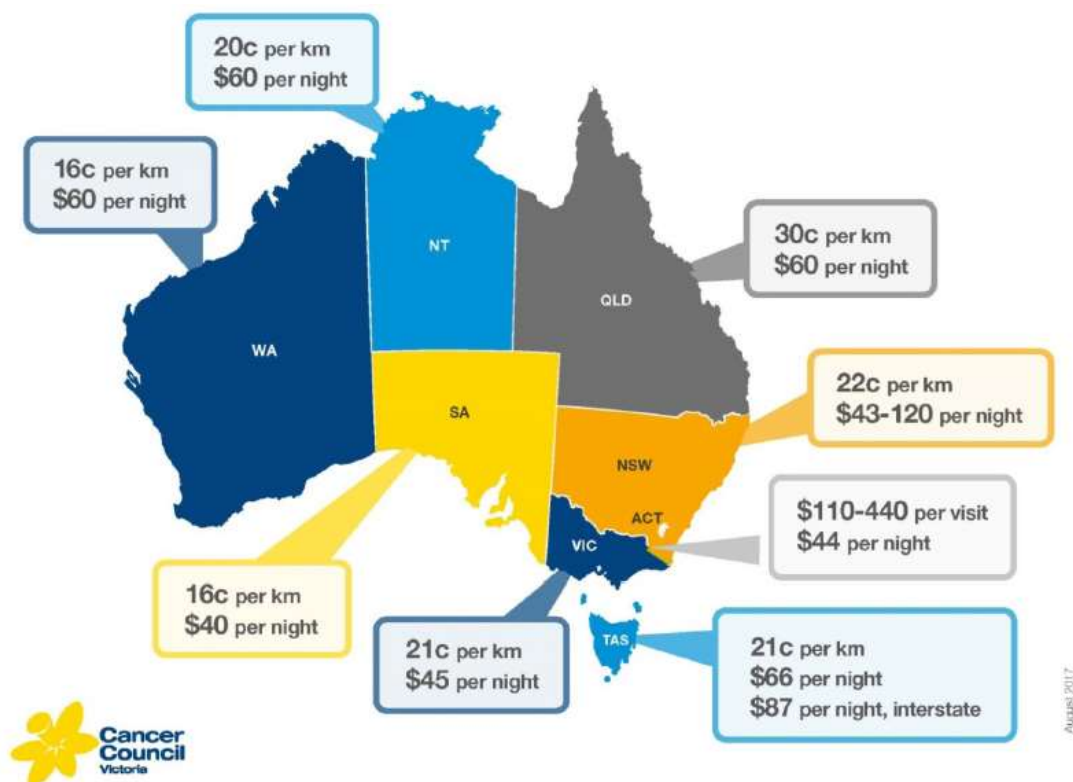 20c per km
$60 per night
16c per km
$60 per night
NT
30c per km
$60 per night
QLD
WA
22c per km
$43-120 per night
SA
NSW
$110-440 per visit
$44 per night
ACT
VIC
16c per km
$40 per night
21c per km
$45 per night
TAS
21c per km
$66 per night
$87 per night, interstate
August 2017
Cancer
Council
Victoria